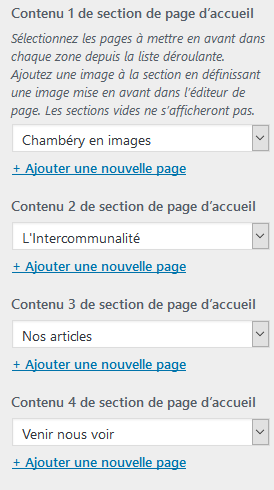 Contenu 1 de section de page d’accueil
Sélectionnez les pages à mettre en avant dans
chaque zone depuis la liste déroulante.
Ajoutez une image à la section en définissant
une image mise en avant dans l’éditeur de
page. Les sections vides ne s’afficheront pas.
Chambéry en images
+ Ajouter une nouvelle page
Contenu 2 de section de page d’accueil
L'Intercommunalité
+ Ajouter une nouvelle page
Contenu 3 de section de page d’accueil
Nos articles
+ Ajouter une nouvelle page
Contenu 4 de section de page d’accueil
Venir nous voir
+ Ajouter une nouvelle page